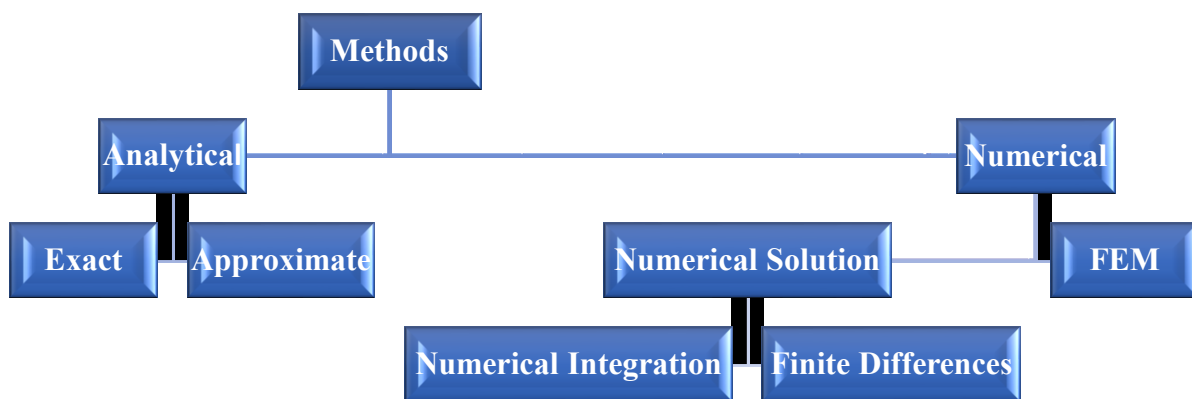 Methods
Analytical
Numerical
Exact
Approximate
Numerical Solution
FEM
Numerical Integration
Finite Differences